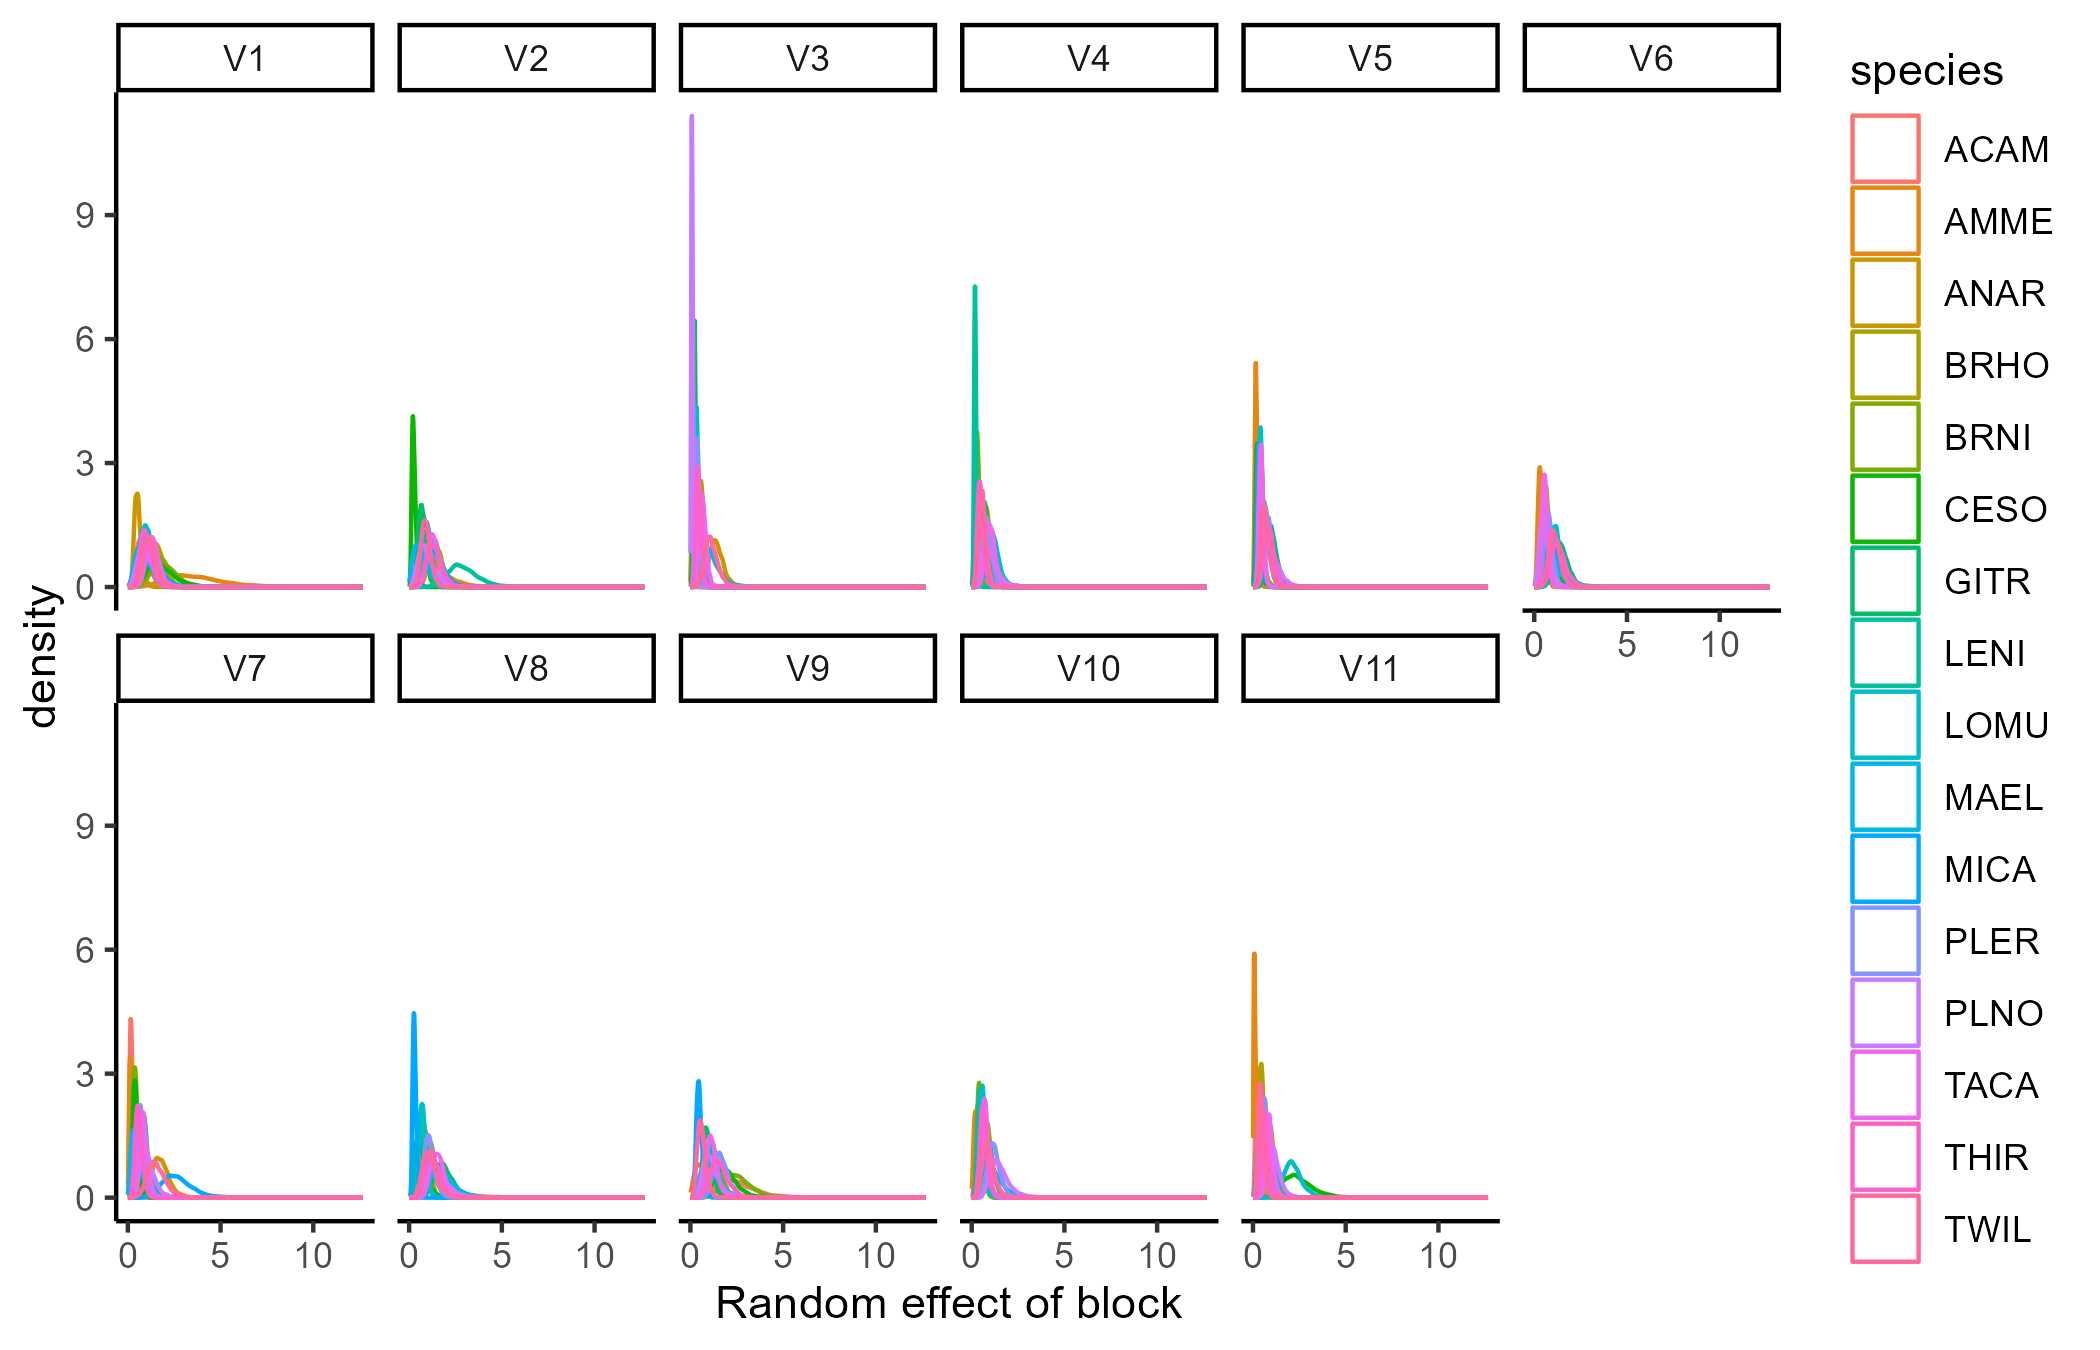 V1 V2 V3 V4 V5 V6
9
6
3
0
0 5 10
V7 V8 V9 V10 V11
9
6
3
0
0 5 10 0 5 10 0 5 10 0 5 10 0 5 10
Random effect of block
density
species
ACAM
AMME
ANAR
BRHO
BRNI
CESO
GITR
LENI
LOMU
MAEL
MICA
PLER
PLNO
TACA
THIR
TWIL